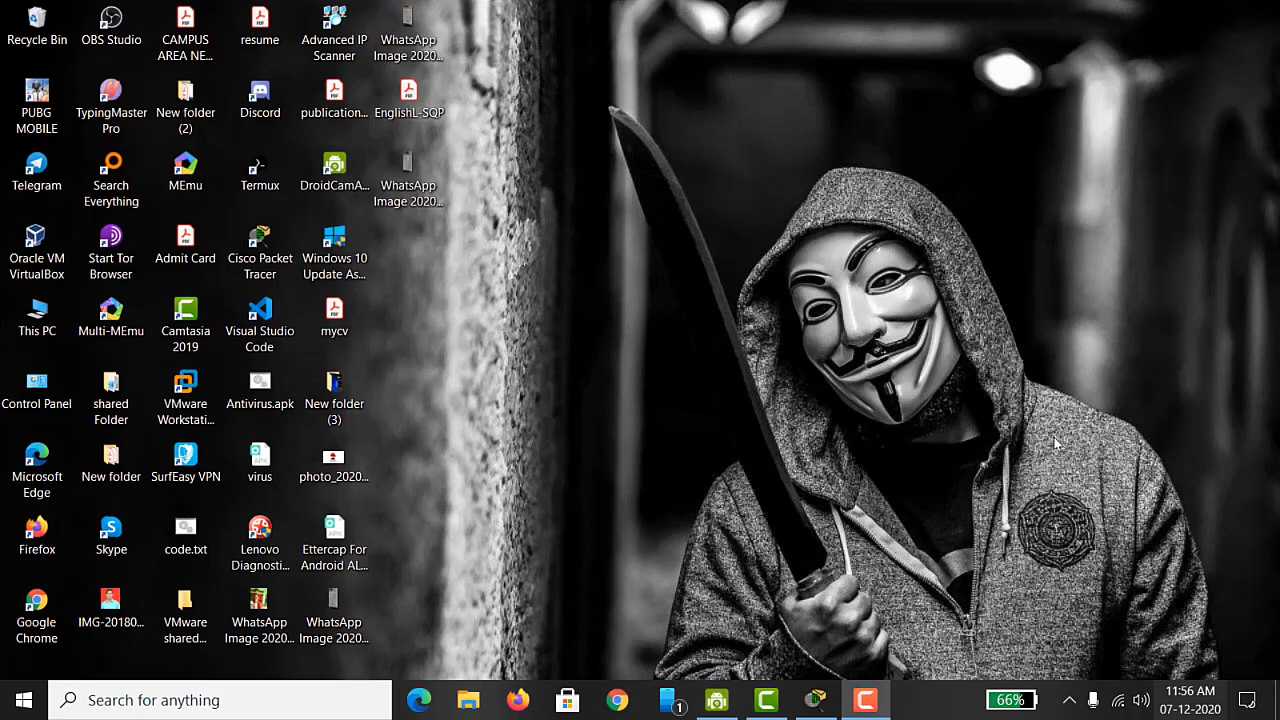 Recycle Bin
OBS Studio
CAMPUS
AREA NE...
resume
Advanced IP
Scanner
WhatsApp
Image 2020...
PUBG
MOBILE
TypingMaster
Pro
New folder
(2)
Discord
publication...
EnglishL-SQP
Telegram
Search
Everything
MEmu
Termux
DroidCamA...
WhatsApp
Image 2020...
Oracle VM
VirtualBox
Start Tor
Browser
Admit Card
Cisco Packet
Tracer
Windows 10
Update As...
This PC
Multi-MEmu
Camtasia
2019
Visual Studio
Code
mycv
Control Panel
shared
Folder
VMware
Workstati...
Antivirus.apk
New folder
(3)
Microsoft
Edge
New folder
SurfEasy VPN
virus
photo_2020...
Firefox
Skype
code.txt
Lenovo
Diagnosti...
Ettercap For
Android AL...
Google
Chrome
IMG-20180...
VMware
shared...
WhatsApp
Image 2020...
WhatsApp
Image 2020...
Search for anything
1
66%
11:56 AM
07-12-2020